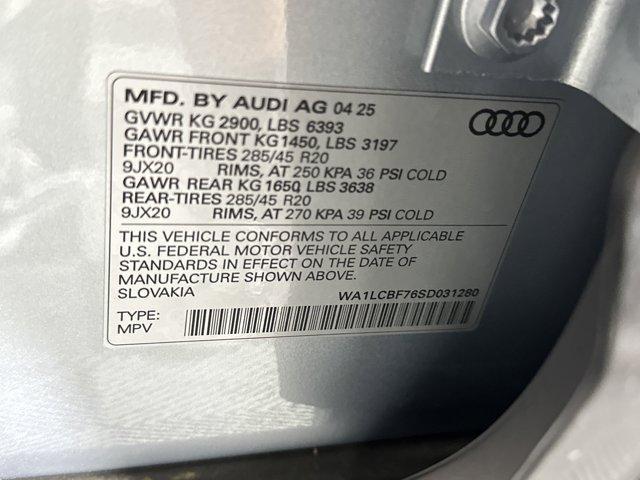 MFD. BY AUDI AG 04 25
GVWR KG 2900, LBS 6393
GAWR FRONT KG1450, LBS 3197
FRONT-TIRES 285/45 R20
9JX20 RIMS, AT 250 KPA 36 PSI COLD
GAWR REAR KG 1650, LBS 3638
REAR-TIRES 285/45 R20
9JX20 RIMS, AT 270 KPA 39 PSI COLD
THIS VEHICLE CONFORMS TO ALL APPLICABLE
U.S. FEDERAL MOTOR VEHICLE SAFETY
STANDARDS IN EFFECT ON THE DATE OF
MANUFACTURE SHOWN ABOVE.
SLOVAKIA WA1LCBF76SD031280
TYPE:
MPV